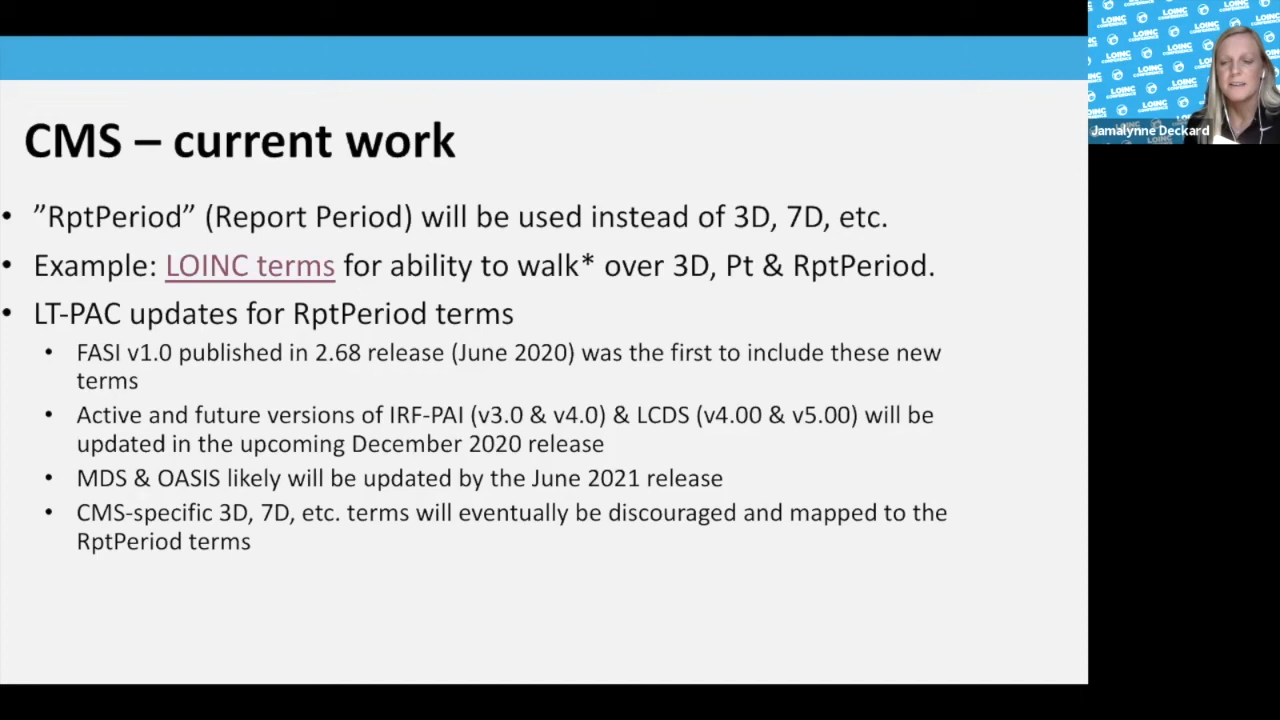 CMS – current work
• ”RptPeriod” (Report Period) will be used instead of 3D, 7D, etc.
• Example: LOINC terms for ability to walk* over 3D, Pt & RptPeriod.
• LT-PAC updates for RptPeriod terms
• FASI v1.0 published in 2.68 release (June 2020) was the first to include these new
terms
• Active and future versions of IRF-PAI (v3.0 & v4.0) & LCDS (v4.00 & v5.00) will be
updated in the upcoming December 2020 release
• MDS & OASIS likely will be updated by the June 2021 release
• CMS-specific 3D, 7D, etc. terms will eventually be discouraged and mapped to the
RptPeriod terms
LOINC
CONFERENCE
Jamalynne Deckard